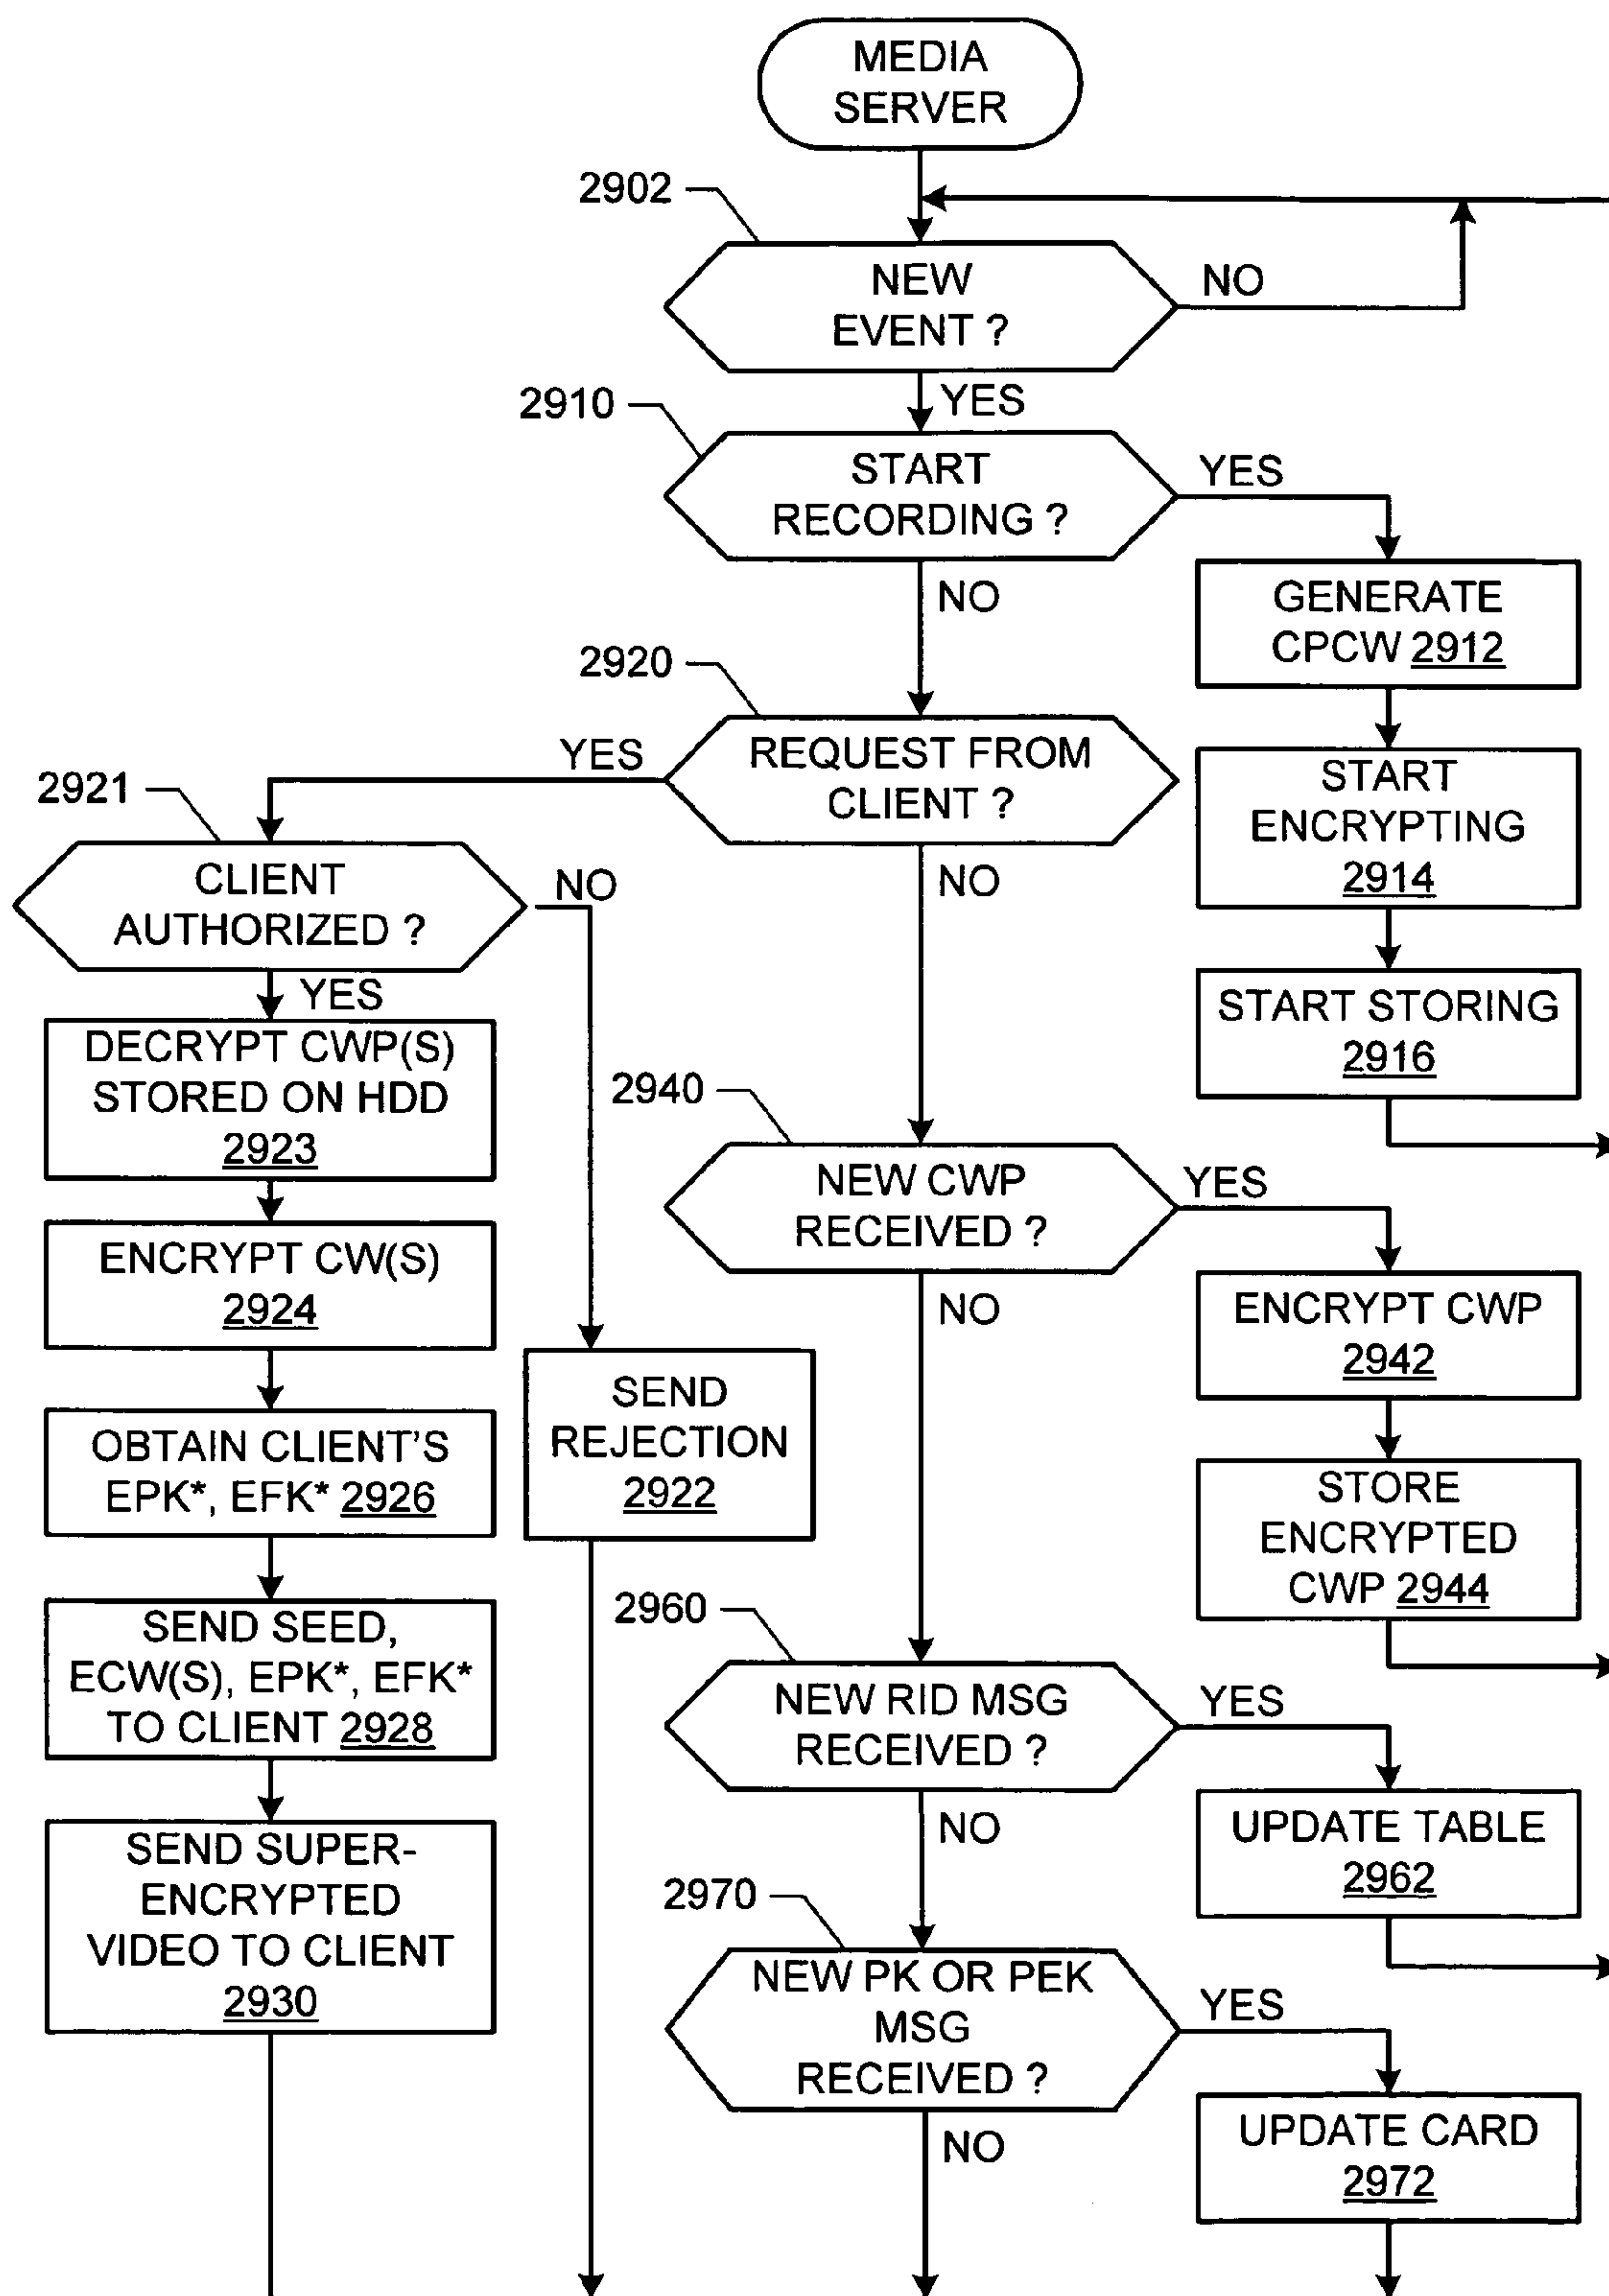 MEDIA
SERVER
2902
NEW
EVENT ?
NO
YES
2910
START
RECORDING ?
YES
NO
GENERATE
CPCW 2912
2920
REQUEST FROM
CLIENT ?
YES
NO
START
ENCRYPTING
2914
2921
CLIENT
AUTHORIZED ?
NO
YES
START STORING
2916
DECRYPT CWP(S)
STORED ON HDD
2923
2940
NEW CWP
RECEIVED ?
YES
NO
ENCRYPT CW(S)
2924
ENCRYPT CWP
2942
SEND
REJECTION
2922
OBTAIN CLIENT'S
EPK*, EFK* 2926
STORE
ENCRYPTED
CWP 2944
2960
SEND SEED,
ECW(S), EPK*, EFK*
TO CLIENT 2928
NEW RID MSG
RECEIVED ?
YES
NO
UPDATE TABLE
2962
SEND SUPER-
ENCRYPTED
VIDEO TO CLIENT
2930
2970
NEW PK OR PEK
MSG
RECEIVED ?
YES
NO
UPDATE CARD
2972